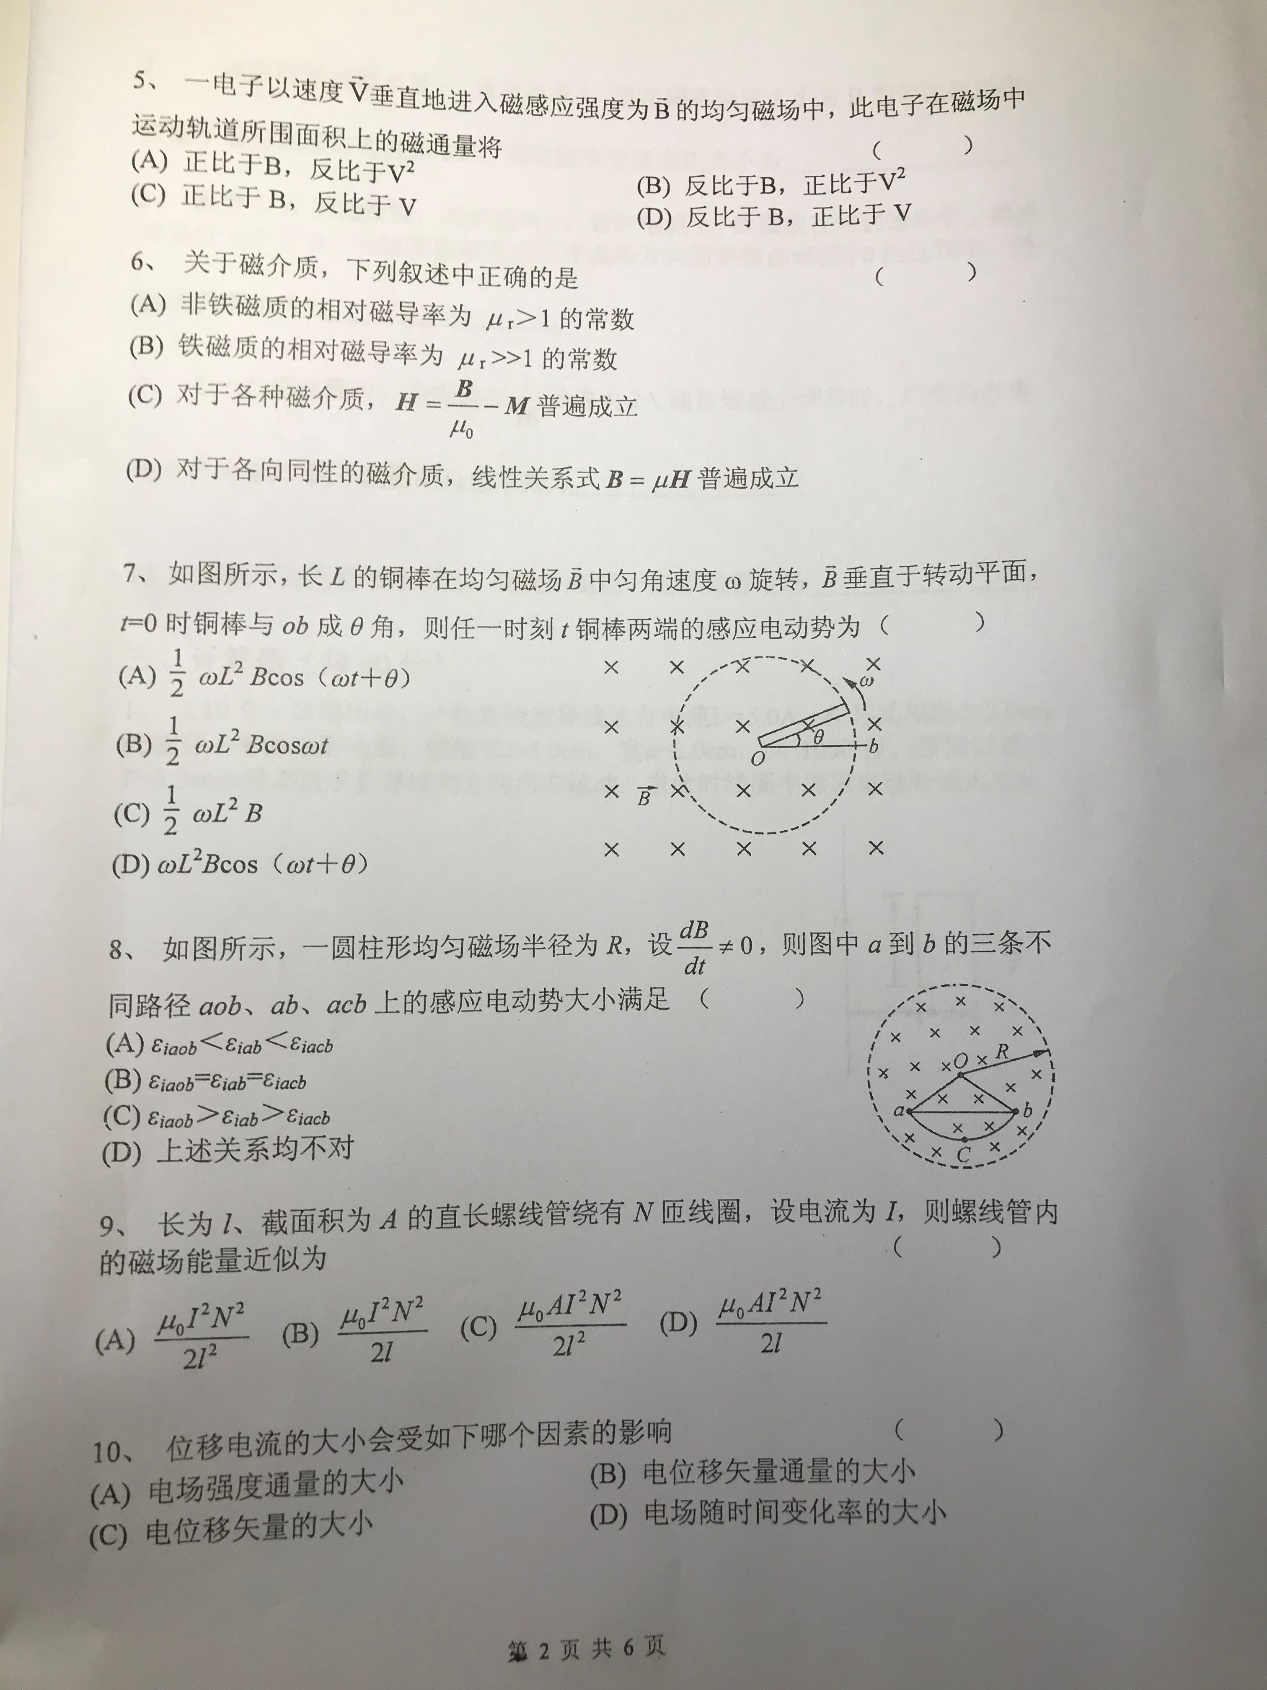 5、 一电子以速度V⃗垂直地进入磁感应强度为B⃗的均匀磁场中，此电子在磁场中
运动轨道所围面积上的磁通量将 （ ）
(A) 正比于B，反比于V² (B) 反比于B，正比于V²
(C) 正比于 B，反比于 V (D) 反比于 B，正比于 V
6、 关于磁介质，下列叙述中正确的是 （ ）
(A) 非铁磁质的相对磁导率为 μr>1 的常数
(B) 铁磁质的相对磁导率为 μr>>1 的常数
(C) 对于各种磁介质，H = B/μ0 − M 普遍成立
(D) 对于各向同性的磁介质，线性关系式 B = μH 普遍成立
7、 如图所示，长 L 的铜棒在均匀磁场B⃗中匀角速度 ω 旋转，B⃗垂直于转动平面，
t=0 时铜棒与 ob 成 θ 角，则任一时刻 t 铜棒两端的感应电动势为（ ）
(A) 1/2 ωL² Bcos（ωt＋θ）
(B) 1/2 ωL² Bcosωt
(C) 1/2 ωL² B
(D) ωL²Bcos（ωt＋θ）
ω
θ
O
b
B⃗
8、 如图所示，一圆柱形均匀磁场半径为 R，设 dB/dt ≠ 0，则图中 a 到 b 的三条不
同路径 aob、ab、acb 上的感应电动势大小满足 （ ）
(A) εiaob＜εiab＜εiacb
(B) εiaob=εiab=εiacb
(C) εiaob＞εiab＞εiacb
(D) 上述关系均不对
O
R
a
b
C
9、 长为 l、截面积为 A 的直长螺线管绕有 N 匝线圈，设电流为 I，则螺线管内
的磁场能量近似为 （ ）
(A) μ0I²N²/2l² (B) μ0I²N²/2l (C) μ0AI²N²/2l² (D) μ0AI²N²/2l
10、 位移电流的大小会受如下哪个因素的影响 （ ）
(A) 电场强度通量的大小 (B) 电位移矢量通量的大小
(C) 电位移矢量的大小 (D) 电场随时间变化率的大小
第 2 页 共 6 页